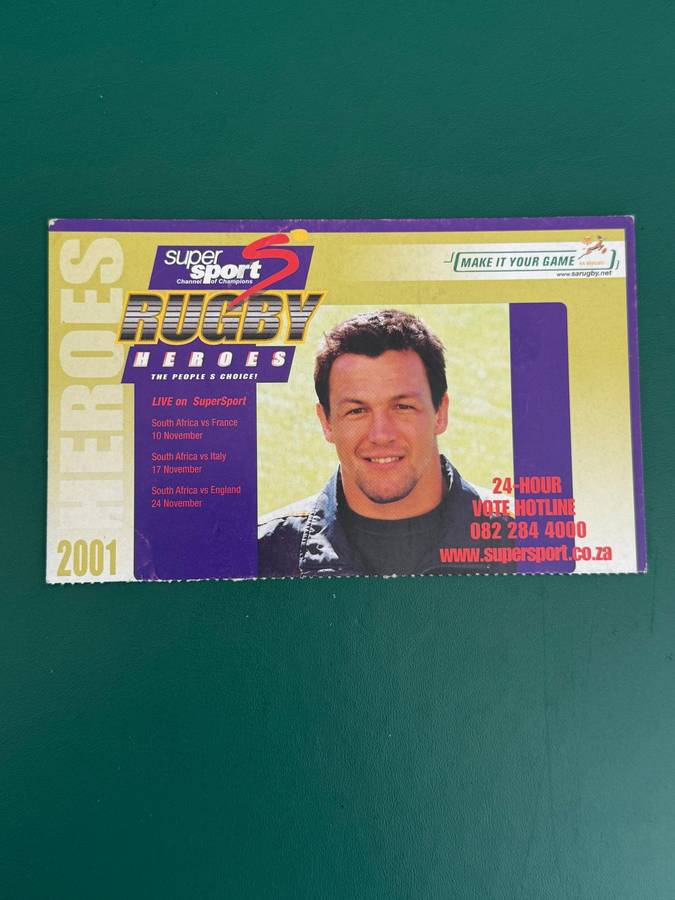 HEROES
2001
super
sport
Channel of Champions
RUGBY
HEROES
THE PEOPLE S CHOICE!
LIVE on SuperSport
South Africa vs France
10 November
South Africa vs Italy
17 November
South Africa vs England
24 November
MAKE IT YOUR GAME
SA RUGBY
www.sarugby.net
24-HOUR
VOTE HOTLINE
082 284 4000
www.supersport.co.za